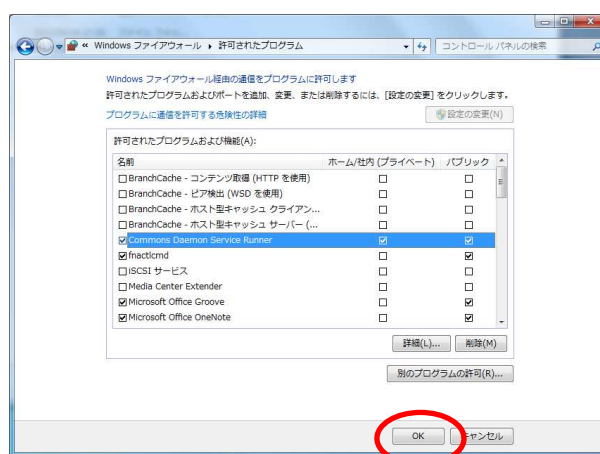 « Windows ファイアウォール ▸ 許可されたプログラム
コントロール パネルの検索
Windows ファイアウォール経由の通信をプログラムに許可します
許可されたプログラムおよびポートを追加、変更、または削除するには、[設定の変更] をクリックします。
プログラムに通信を許可する危険性の詳細
設定の変更(N)
許可されたプログラムおよび機能(A):
名前 ホーム/社内 (プライベート) パブリック
BranchCache - コンテンツ取得 (HTTP を使用)
BranchCache - ピア検出 (WSD を使用)
BranchCache - ホスト型キャッシュ クライアン...
BranchCache - ホスト型キャッシュ サーバー (...
Commons Daemon Service Runner
fnacticmd
iSCSI サービス
Media Center Extender
Microsoft Office Groove
Microsoft Office OneNote
詳細(L)... 削除(M)
別のプログラムの許可(R)...
OK キャンセル